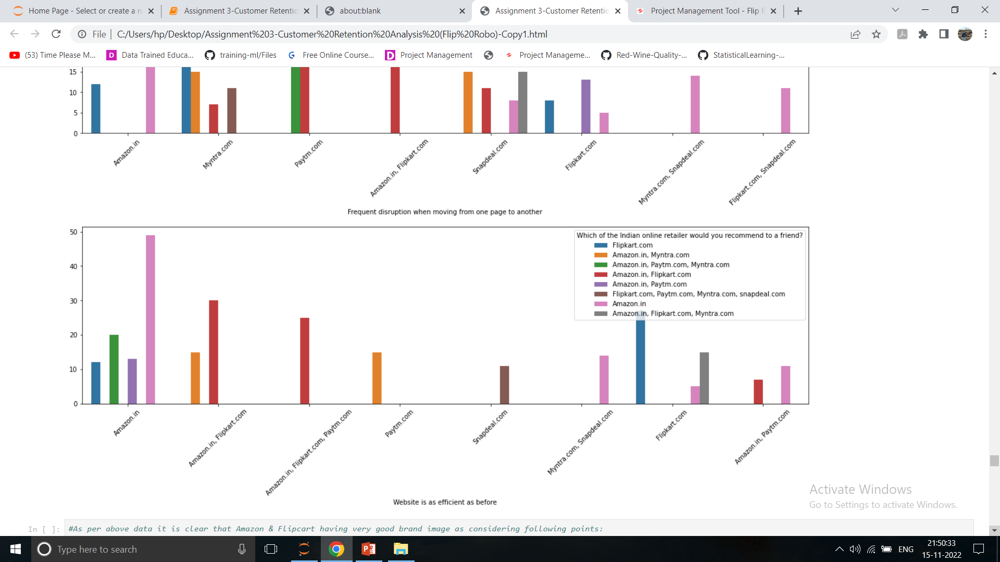 Home Page - Select or create a n
Assignment 3-Customer Retentio
about:blank
Assignment 3-Customer Retentio
Project Management Tool - Flip R
File
C:/Users/hp/Desktop/Assignment%203-Customer%20Retention%20Analysis%20(Flip%20Robo)-Copy1.html
(53) Time Please M...
Data Trained Educa...
training-ml/Files
Free Online Course...
Project Management
Project Manageme...
Red-Wine-Quality-...
StatisticalLearning-...
15
10
5
0
Amazon.in
Myntra.com
Paytm.com
Amazon.in, Flipkart.com
Snapdeal.com
Flipkart.com
Myntra.com, Snapdeal.com
Flipkart.com, Snapdeal.com
Frequent disruption when moving from one page to another
50
40
30
20
10
0
Which of the Indian online retailer would you recommend to a friend?
Flipkart.com
Amazon.in, Myntra.com
Amazon.in, Paytm.com, Myntra.com
Amazon.in, Flipkart.com
Amazon.in, Paytm.com
Flipkart.com, Paytm.com, Myntra.com, snapdeal.com
Amazon.in
Amazon.in, Flipkart.com, Myntra.com
Amazon.in
Amazon.in, Flipkart.com
Amazon.in, Flipkart.com, Paytm.com
Paytm.com
Snapdeal.com
Myntra.com, Snapdeal.com
Flipkart.com
Amazon.in, Paytm.com
Website is as efficient as before
Activate Windows
Go to Settings to activate Windows.
In [ ]:
#As per above data it is clear that Amazon & Flipcart having very good brand image as considering following points:
Type here to search
ENG
21:50:33
15-11-2022